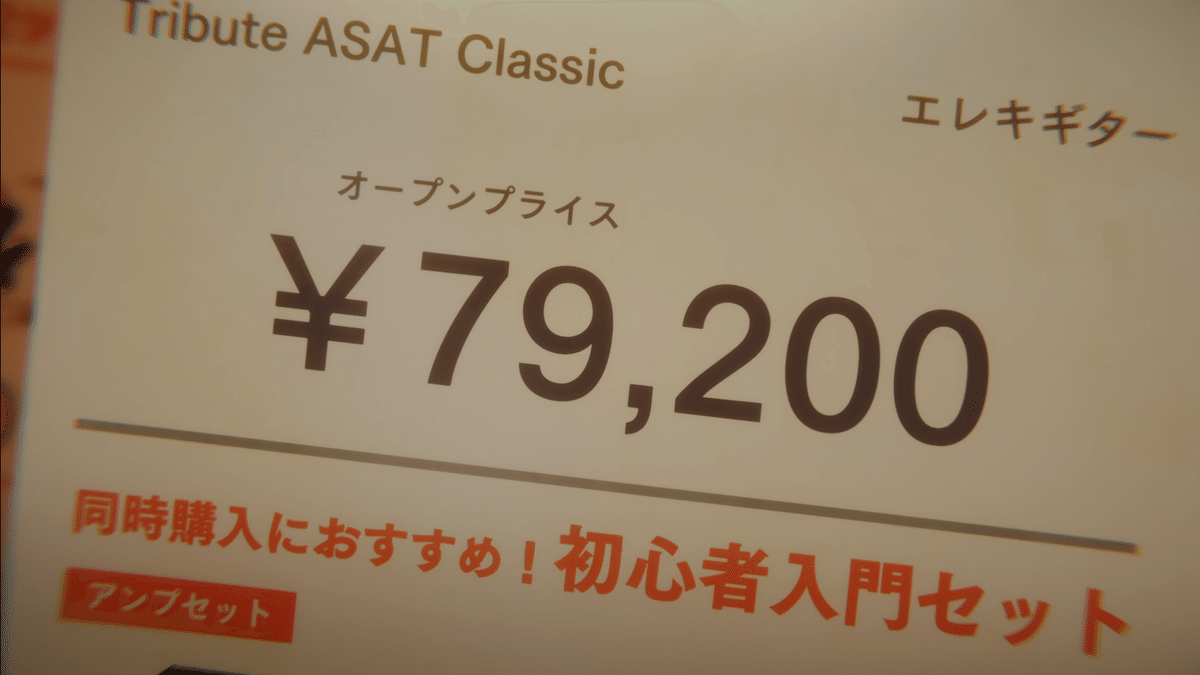 Tribute ASAT Classic
エレキギター
オープンプライス
¥79,200
同時購入におすすめ！初心者入門セット
アンプセット